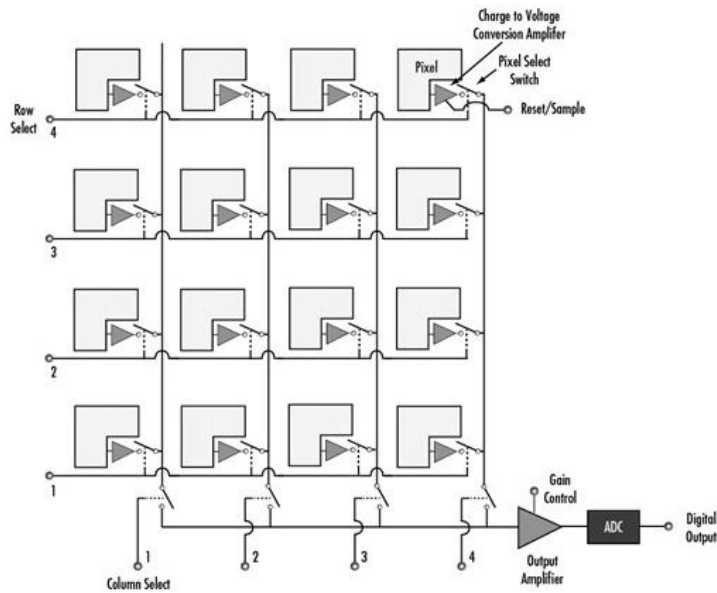 Charge to Voltage
Conversion Amplifer
Pixel
Pixel Select
Switch
Row
Select
4
Reset/Sample
3
2
1
Gain
Control
ADC
Digital
Output
1
2
3
4
Output
Amplifier
Column Select